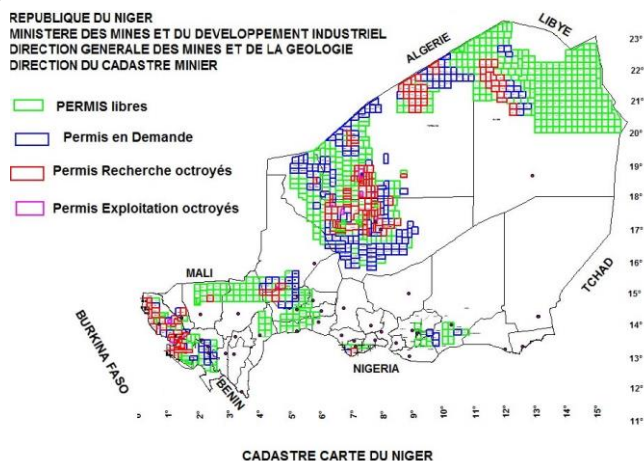 REPUBLIQUE DU NIGER
MINISTERE DES MINES ET DU DEVELOPPEMENT INDUSTRIEL
DIRECTION GENERALE DES MINES ET DE LA GEOLOGIE
DIRECTION DU CADASTRE MINIER
PERMIS libres
Permis en Demande
Permis Recherche octroyés
Permis Exploitation octroyés
ALGERIE
LIBYE
MALI
TCHAD
BURKINA FASO
BENIN
NIGERIA
23°
22°
21°
20°
19°
18°
17°
16°
15°
14°
13°
12°
11°
0°
1°
2°
3°
4°
5°
6°
7°
8°
9°
10°
11°
12°
13°
14°
15°
CADASTRE CARTE DU NIGER